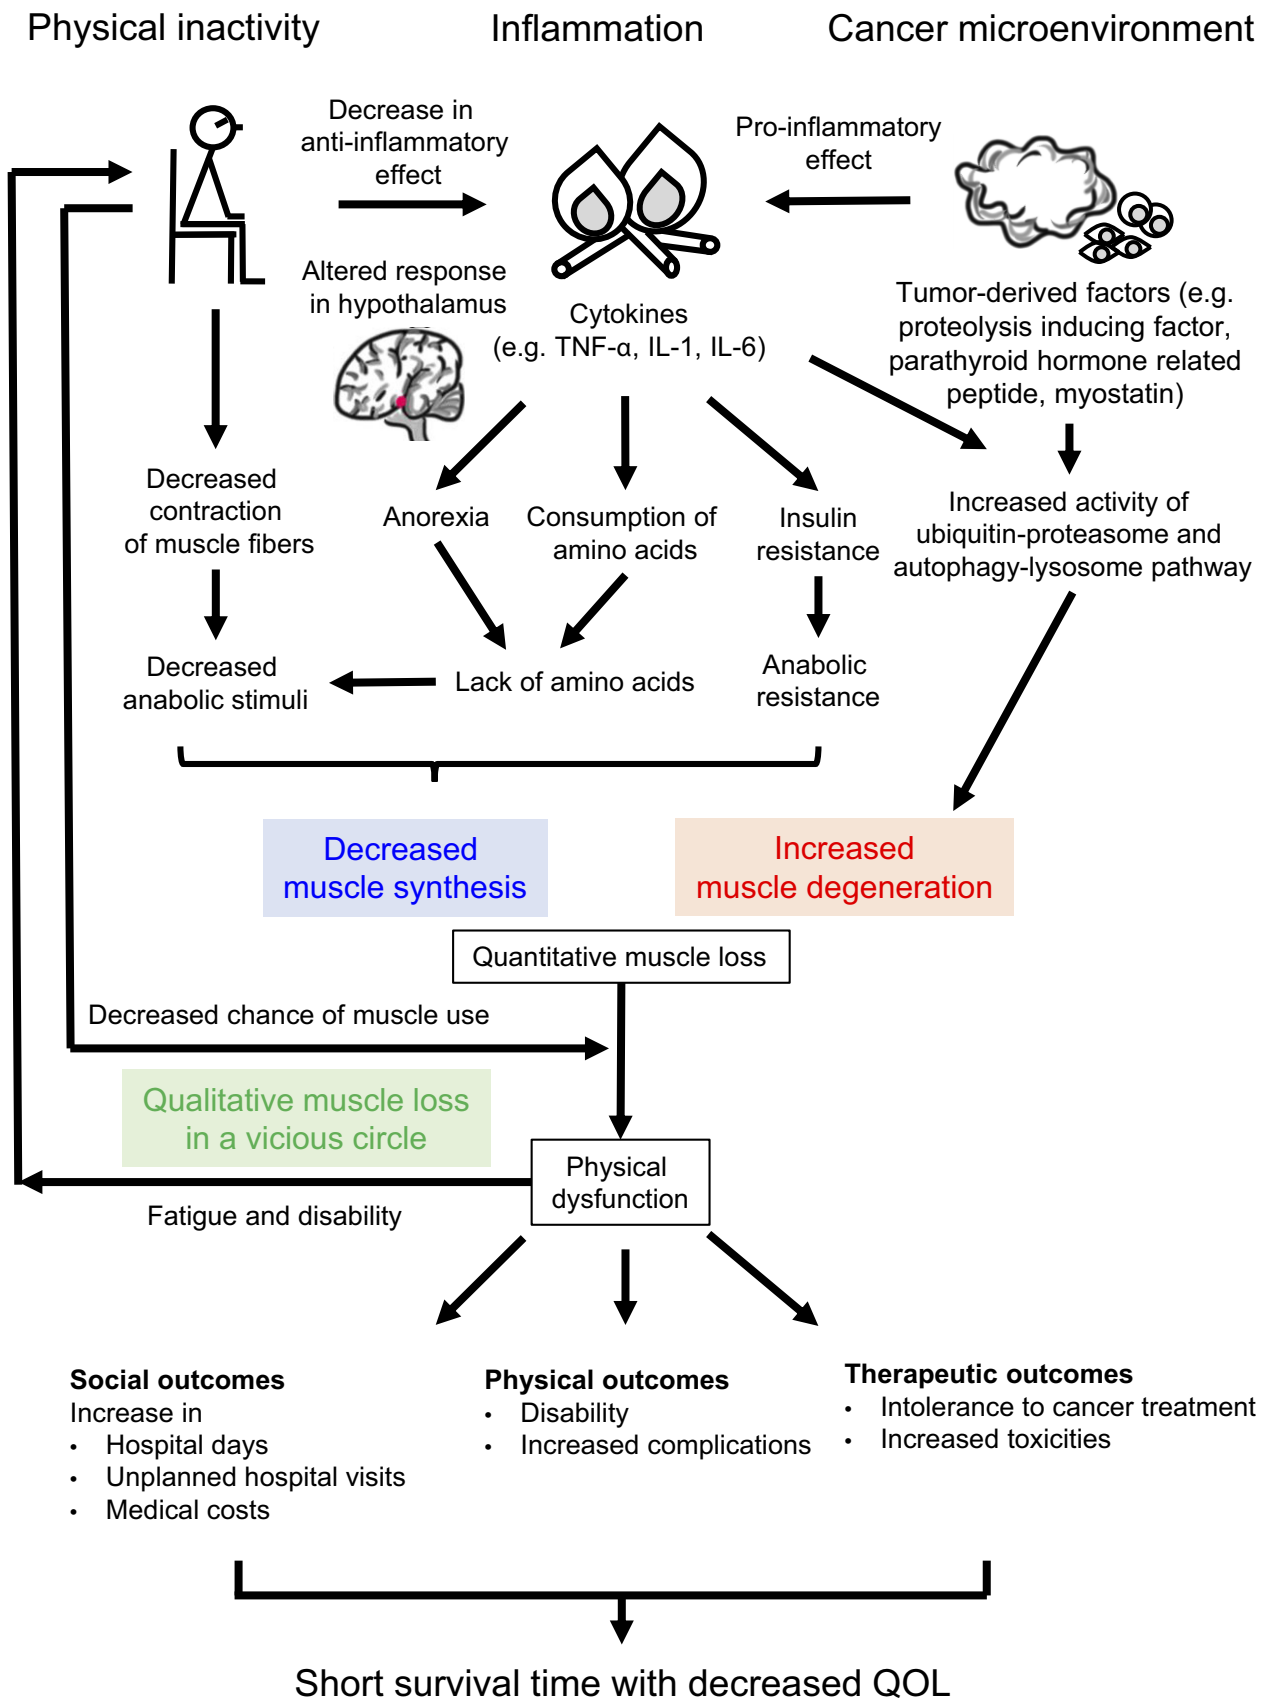 Physical inactivity
Inflammation
Cancer microenvironment
Decrease in
anti-inflammatory
effect
Pro-inflammatory
effect
Altered response
in hypothalamus
Cytokines
(e.g. TNF-α, IL-1, IL-6)
Tumor-derived factors (e.g.
proteolysis inducing factor,
parathyroid hormone related
peptide, myostatin)
Decreased
contraction
of muscle fibers
Anorexia
Consumption of
amino acids
Insulin
resistance
Increased activity of
ubiquitin-proteasome and
autophagy-lysosome pathway
Decreased
anabolic stimuli
Lack of amino acids
Anabolic
resistance
Decreased
muscle synthesis
Increased
muscle degeneration
Quantitative muscle loss
Decreased chance of muscle use
Qualitative muscle loss
in a vicious circle
Physical
dysfunction
Fatigue and disability
Social outcomes
Increase in
• Hospital days
• Unplanned hospital visits
• Medical costs
Physical outcomes
• Disability
• Increased complications
Therapeutic outcomes
• Intolerance to cancer treatment
• Increased toxicities
Short survival time with decreased QOL